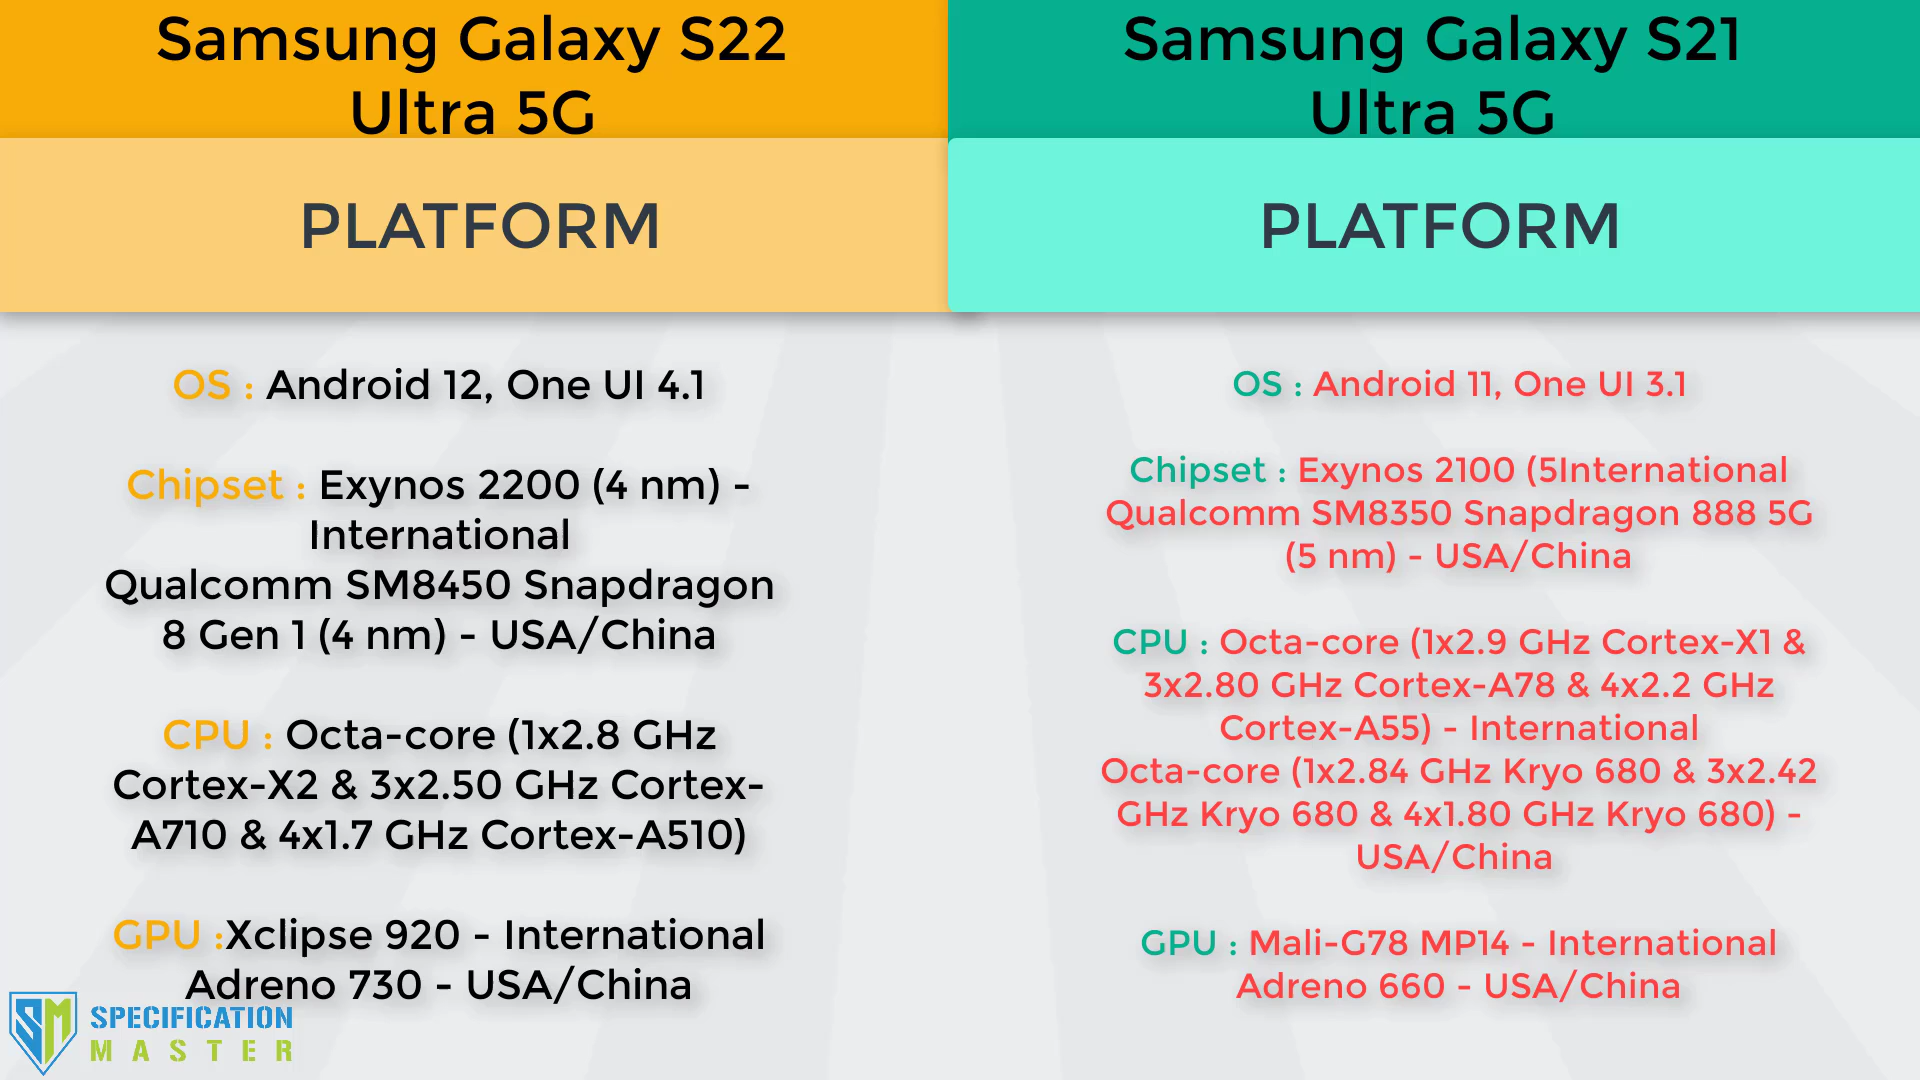 Samsung Galaxy S22
Ultra 5G
PLATFORM
OS : Android 12, One UI 4.1
Chipset : Exynos 2200 (4 nm) -
International
Qualcomm SM8450 Snapdragon
8 Gen 1 (4 nm) - USA/China
CPU : Octa-core (1x2.8 GHz
Cortex-X2 & 3x2.50 GHz Cortex-
A710 & 4x1.7 GHz Cortex-A510)
GPU :Xclipse 920 - International
Adreno 730 - USA/China
Samsung Galaxy S21
Ultra 5G
PLATFORM
OS : Android 11, One UI 3.1
Chipset : Exynos 2100 (5International
Qualcomm SM8350 Snapdragon 888 5G
(5 nm) - USA/China
CPU : Octa-core (1x2.9 GHz Cortex-X1 &
3x2.80 GHz Cortex-A78 & 4x2.2 GHz
Cortex-A55) - International
Octa-core (1x2.84 GHz Kryo 680 & 3x2.42
GHz Kryo 680 & 4x1.80 GHz Kryo 680) -
USA/China
GPU : Mali-G78 MP14 - International
Adreno 660 - USA/China
SM
SPECIFICATION
MASTER